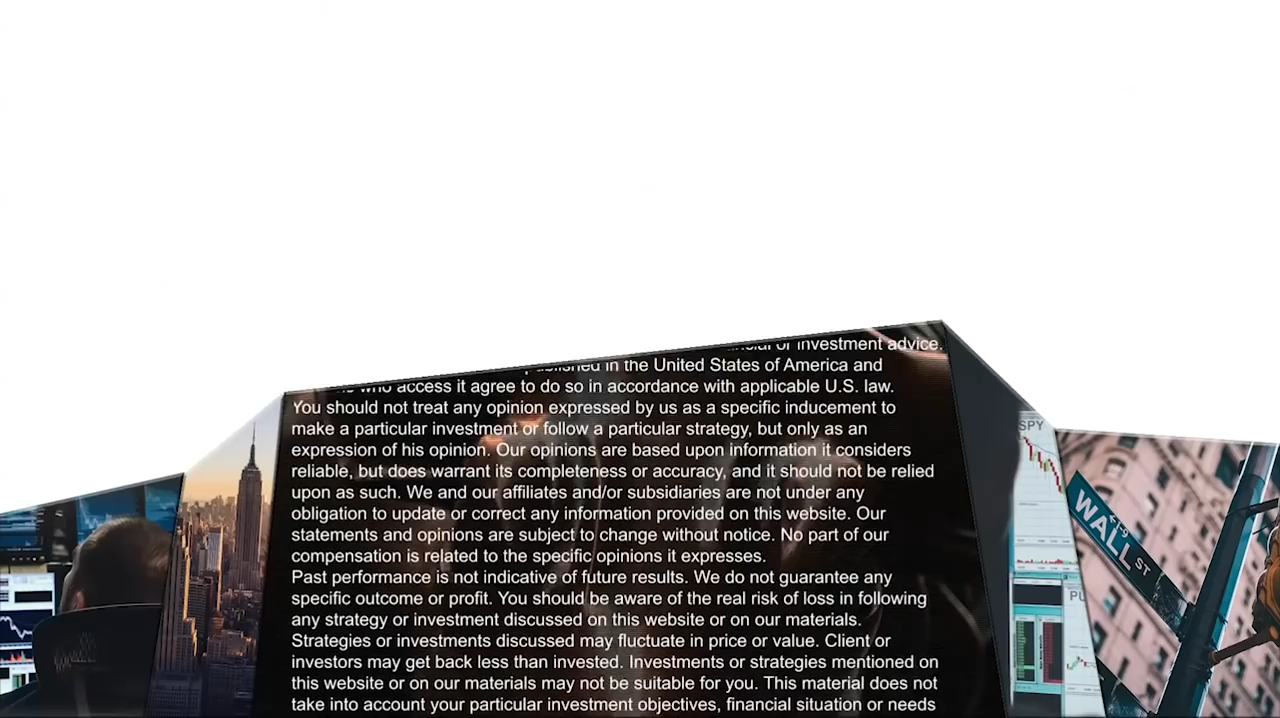 or investment advice.
in the United States of America and
who access it agree to do so in accordance with applicable U.S. law.
You should not treat any opinion expressed by us as a specific inducement to
make a particular investment or follow a particular strategy, but only as an
expression of his opinion. Our opinions are based upon information it considers
reliable, but does warrant its completeness or accuracy, and it should not be relied
upon as such. We and our affiliates and/or subsidiaries are not under any
obligation to update or correct any information provided on this website. Our
statements and opinions are subject to change without notice. No part of our
compensation is related to the specific opinions it expresses.
Past performance is not indicative of future results. We do not guarantee any
specific outcome or profit. You should be aware of the real risk of loss in following
any strategy or investment discussed on this website or on our materials.
Strategies or investments discussed may fluctuate in price or value. Client or
investors may get back less than invested. Investments or strategies mentioned on
this website or on our materials may not be suitable for you. This material does not
take into account your particular investment objectives, financial situation or needs
SPY
PU
WALL ST